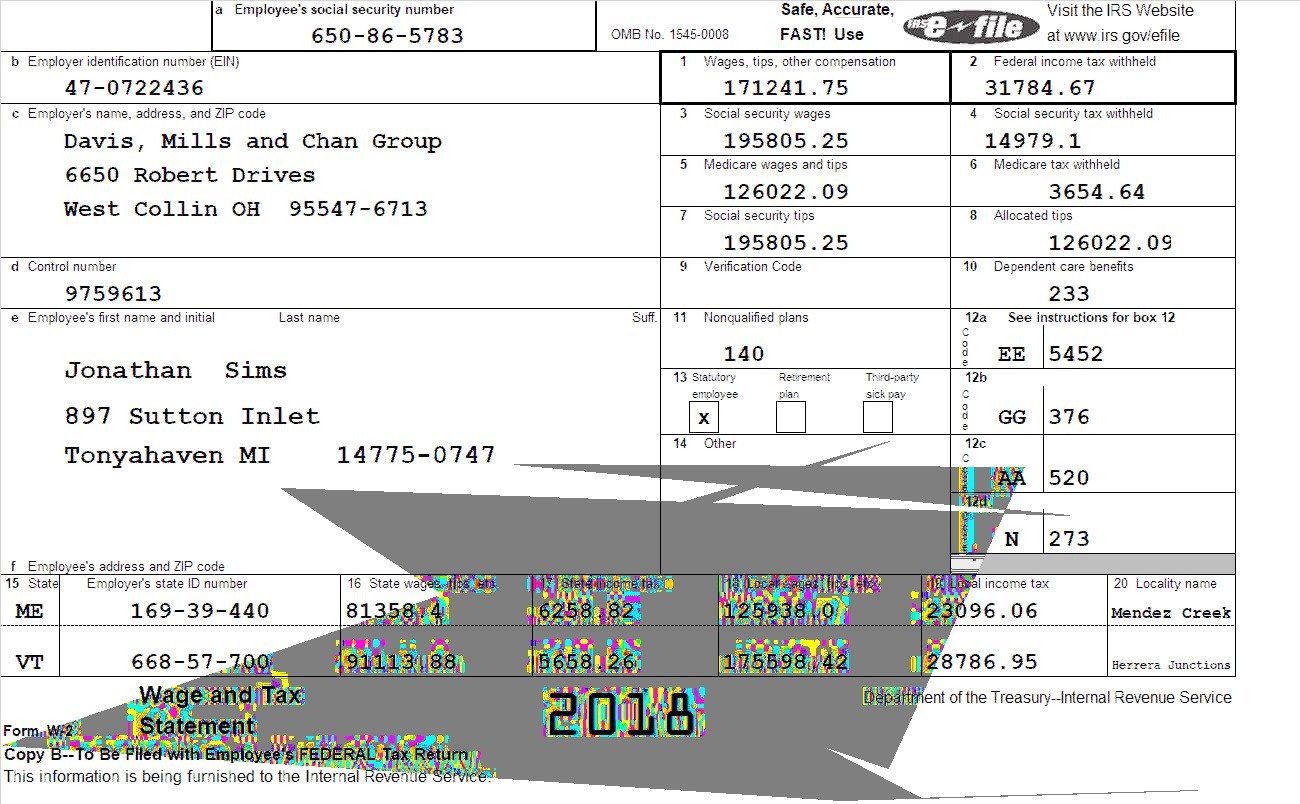 a Employee's social security number
650-86-5783
OMB No. 1545-0008
Safe, Accurate,
FAST! Use
IRS e-file
Visit the IRS Website
at www.irs.gov/efile
b Employer identification number (EIN)
47-0722436
1 Wages, tips, other compensation
171241.75
2 Federal income tax withheld
31784.67
c Employer's name, address, and ZIP code
Davis, Mills and Chan Group
6650 Robert Drives
West Collin OH 95547-6713
3 Social security wages
195805.25
4 Social security tax withheld
14979.1
5 Medicare wages and tips
126022.09
6 Medicare tax withheld
3654.64
7 Social security tips
195805.25
8 Allocated tips
126022.09
d Control number
9759613
9 Verification Code
10 Dependent care benefits
233
e Employee's first name and initial Last name Suff.
Jonathan Sims
897 Sutton Inlet
Tonyahaven MI 14775-0747
11 Nonqualified plans
140
12a See instructions for box 12
Code EE 5452
13 Statutory employee Retirement plan Third-party sick pay
X
12b
Code GG 376
14 Other
12c
AA 520
12d
N 273
f Employee's address and ZIP code
15 State Employer's state ID number 16 State wages, tips, etc. 17 State income tax 18 Local wages, tips, etc. 19 Local income tax 20 Locality name
ME 169-39-440 81358.4 6258.82 125938.0 23096.06 Mendez Creek
VT 668-57-700 91113.88 5658.26 175598.42 28786.95 Herrera Junctions
Form W-2
Wage and Tax
Statement
2018
Department of the Treasury--Internal Revenue Service
Copy B--To Be Filed with Employee's FEDERAL Tax Return
This information is being furnished to the Internal Revenue Service.